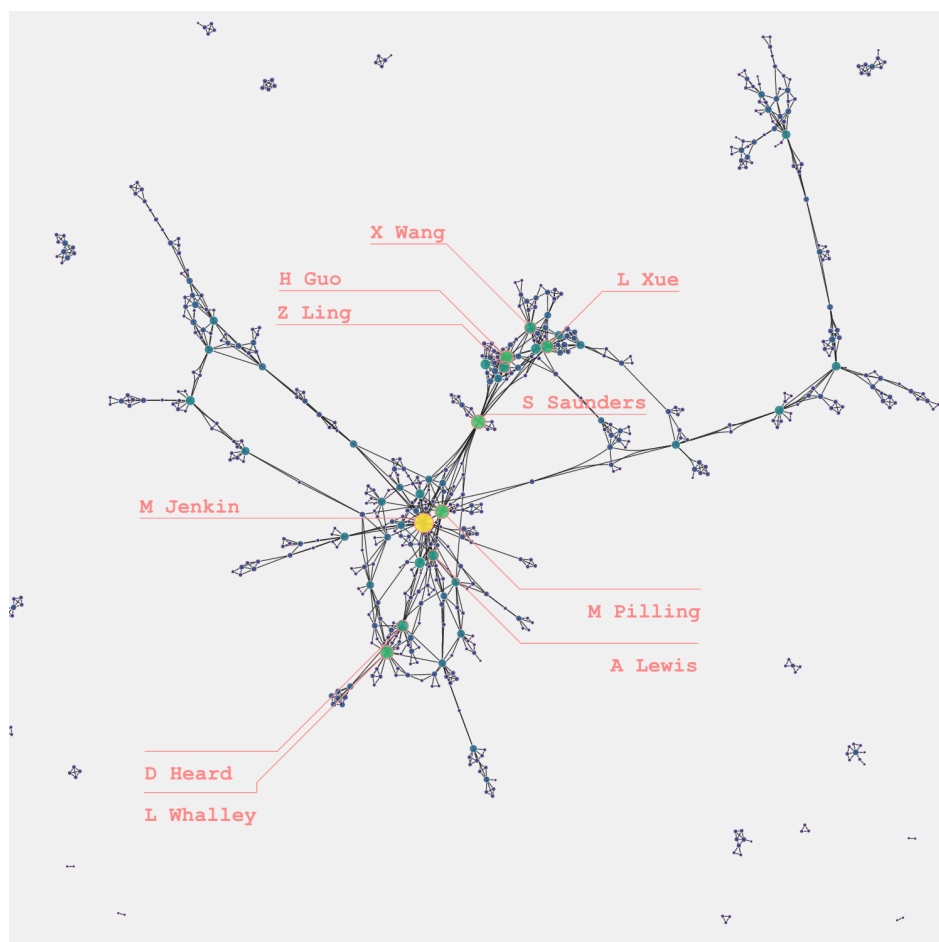 X Wang
H Guo
L Xue
Z Ling
S Saunders
M Jenkin
M Pilling
A Lewis
D Heard
L Whalley